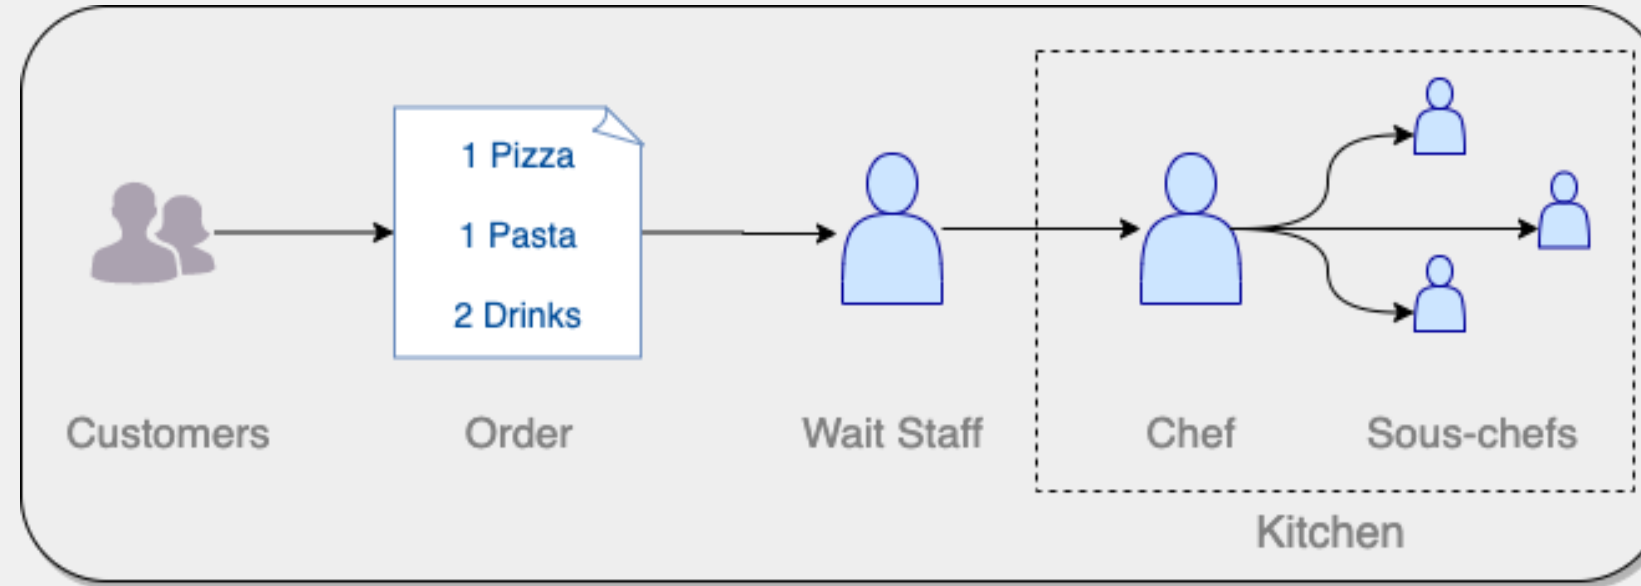 1 Pizza
1 Pasta
2 Drinks
Customers
Order
Wait Staff
Chef
Sous-chefs
Kitchen